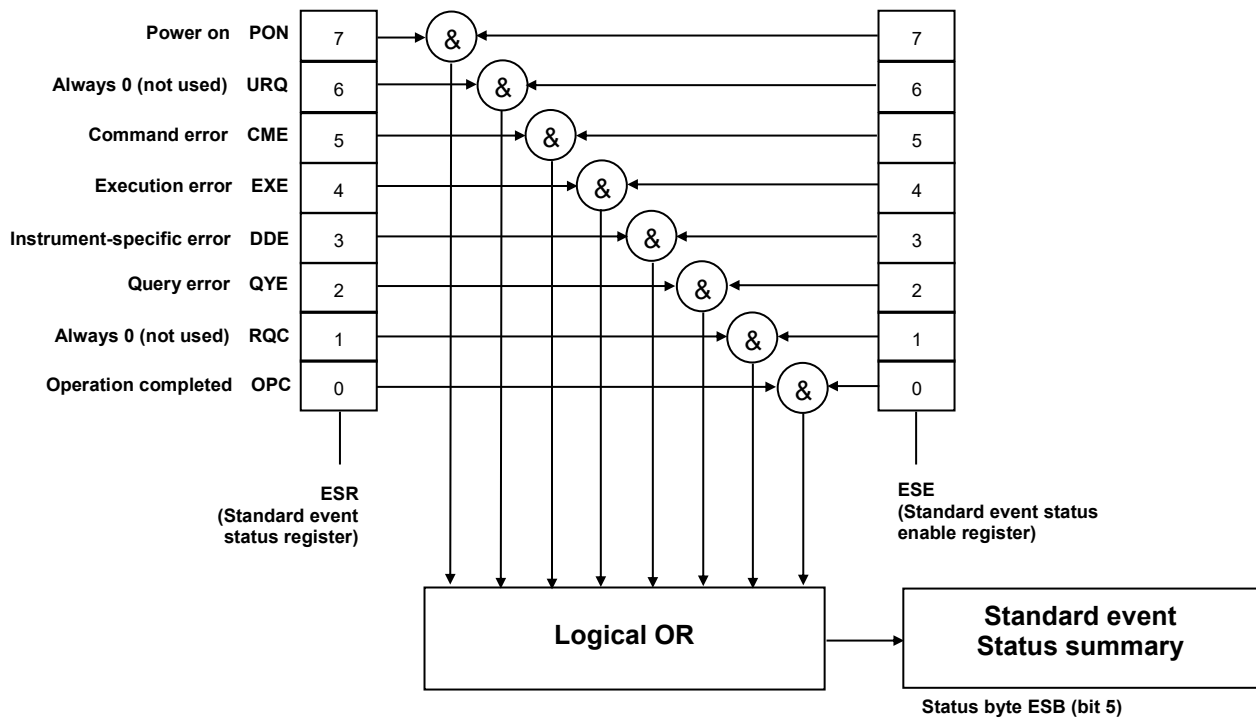 Power on PON 7 & 7
Always 0 (not used) URQ 6 & 6
Command error CME 5 & 5
Execution error EXE 4 & 4
Instrument-specific error DDE 3 & 3
Query error QYE 2 & 2
Always 0 (not used) RQC 1 & 1
Operation completed OPC 0 & 0
ESR
(Standard event
status register)
ESE
(Standard event status
enable register)
Logical OR
Standard event
Status summary
Status byte ESB (bit 5)